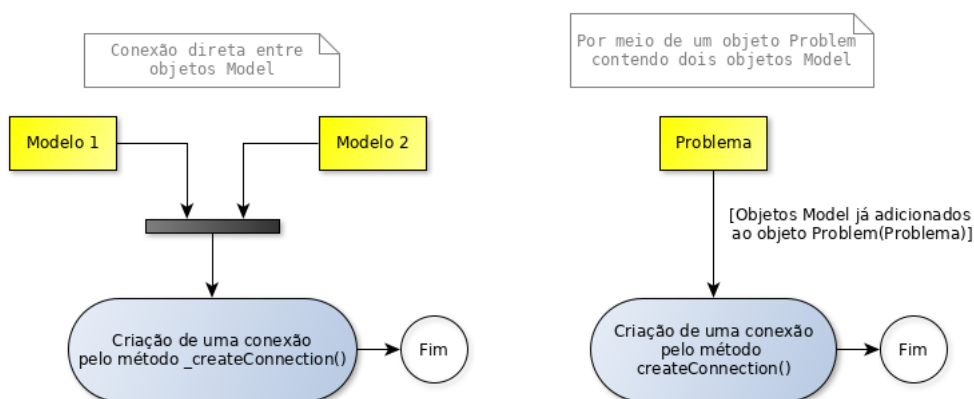 Conexão direta entre
objetos Model
Modelo 1
Modelo 2
Criação de uma conexão
pelo método _createConnection()
Fim
Por meio de um objeto Problem
contendo dois objetos Model
Problema
[Objetos Model já adicionados
ao objeto Problem(Problema)]
Criação de uma conexão
pelo método
createConnection()
Fim